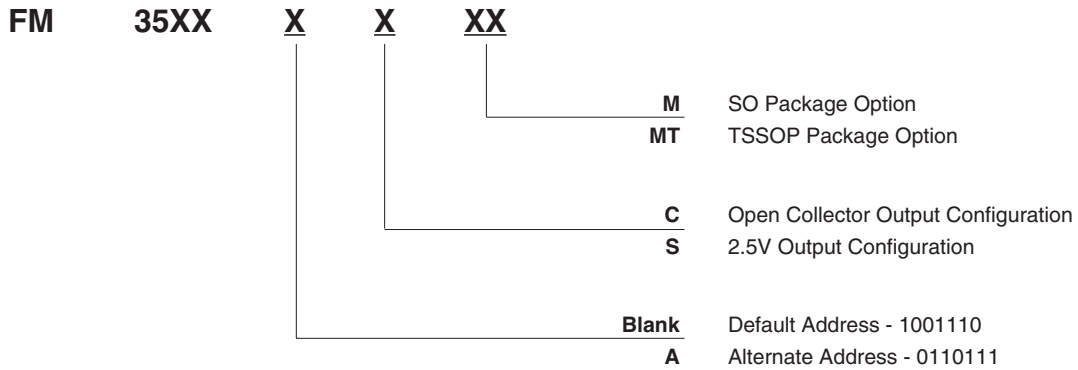 FM 35XX X X XX
M SO Package Option
MT TSSOP Package Option
C Open Collector Output Configuration
S 2.5V Output Configuration
Blank Default Address - 1001110
A Alternate Address - 0110111